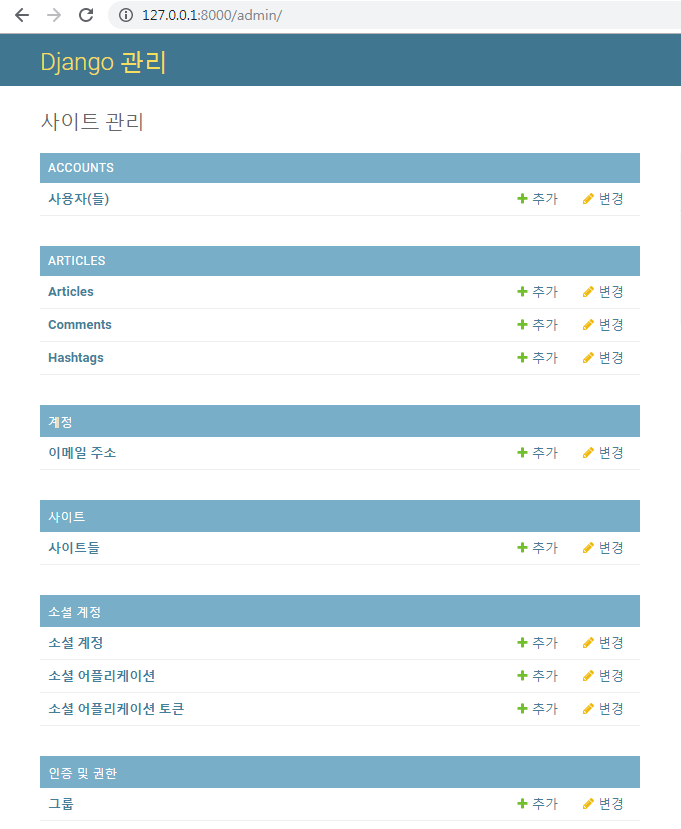 127.0.0.1:8000/admin/
Django 관리
사이트 관리
ACCOUNTS
사용자(들) 추가 변경
ARTICLES
Articles 추가 변경
Comments 추가 변경
Hashtags 추가 변경
계정
이메일 주소 추가 변경
사이트
사이트들 추가 변경
소셜 계정
소셜 계정 추가 변경
소셜 어플리케이션 추가 변경
소셜 어플리케이션 토큰 추가 변경
인증 및 권한
그룹 추가 변경